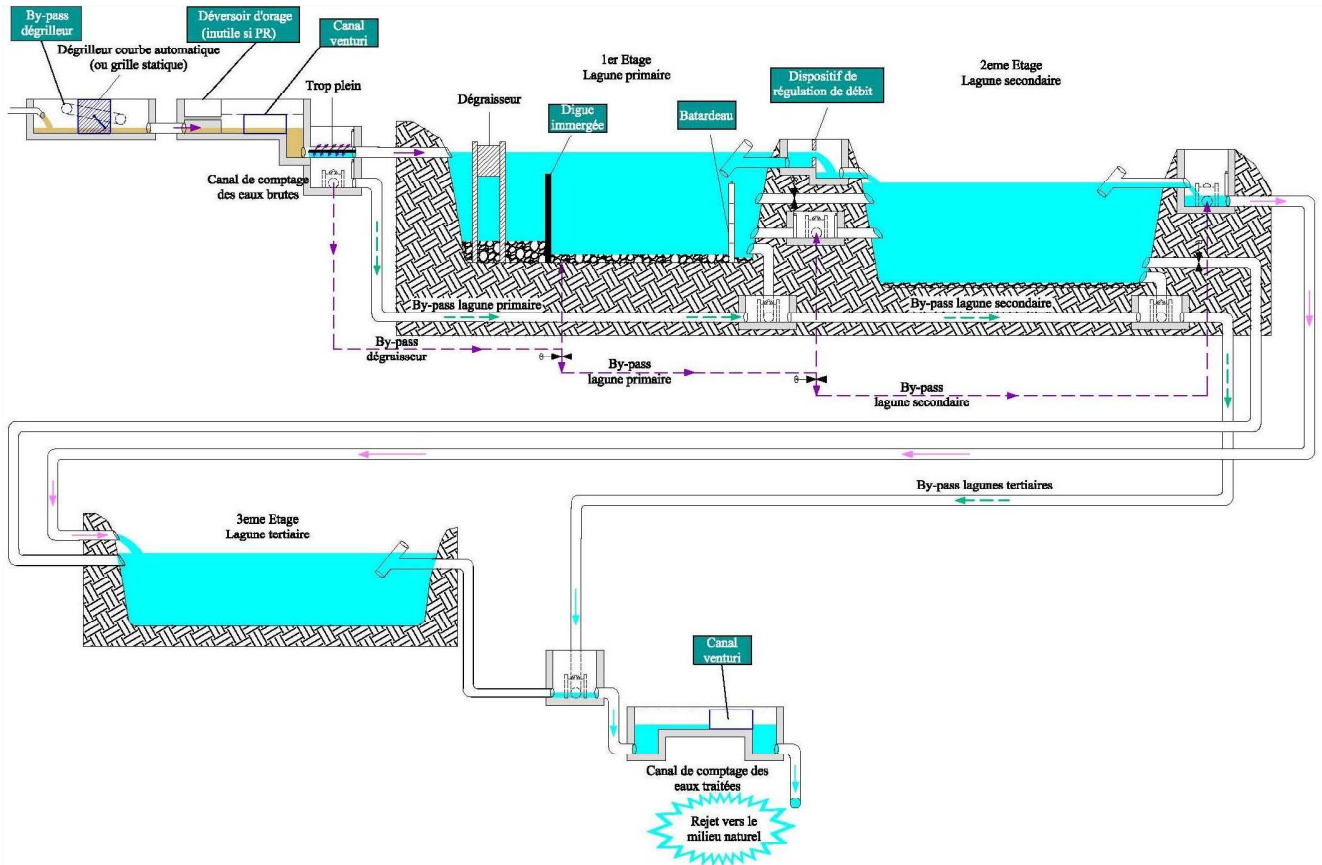 By-pass
dégrilleur
Déversoir d'orage
(inutile si PR)
Canal
venturi
Dégrilleur courbe automatique
(ou grille statique)
Trop plein
Canal de comptage
des eaux brutes
Dégraisseur
1er Etage
Lagune primaire
Digue
immergée
Batardeau
Dispositif de
régulation de débit
2eme Etage
Lagune secondaire
By-pass lagune primaire
By-pass lagune secondaire
By-pass
dégraisseur
By-pass
lagune primaire
By-pass
lagune secondaire
By-pass lagunes tertiaires
3eme Etage
Lagune tertiaire
Canal
venturi
Canal de comptage des
eaux traitées
Rejet vers le
milieu naturel